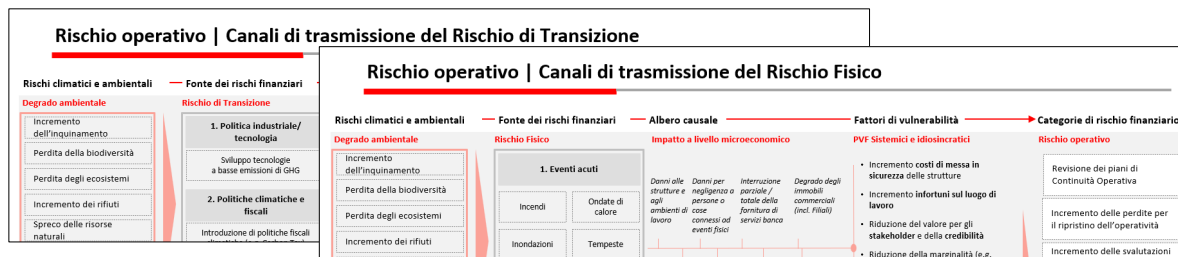 Rischio operativo | Canali di trasmissione del Rischio di Transizione
Rischi climatici e ambientali
Fonte dei rischi finanziari
Degrado ambientale
Rischio di Transizione
Incremento
dell'inquinamento
Perdita della biodiversità
Perdita degli ecosistemi
Incremento dei rifiuti
Spreco delle risorse
naturali
1. Politica industriale/
tecnologia
Sviluppo tecnologie
a basse emissioni di GHG
2. Politiche climatiche e
fiscali
Introduzione di politiche fiscali
Rischio operativo | Canali di trasmissione del Rischio Fisico
Rischi climatici e ambientali
Fonte dei rischi finanziari
Albero causale
Fattori di vulnerabilità
Categorie di rischio finanziario
Degrado ambientale
Rischio Fisico
Impatto a livello microeconomico
PVF Sistemici e idiosincratici
Rischio operativo
Incremento
dell'inquinamento
Perdita della biodiversità
Perdita degli ecosistemi
Incremento dei rifiuti
1. Eventi acuti
Incendi
Ondate di
calore
Inondazioni
Tempeste
Danni alle
strutture e
agli
ambienti di
lavoro
Danni per
negligenza a
persone o
cose
connessi ad
eventi fisici
Interruzione
parziale /
totale della
fornitura di
servizi banca
Degrado degli
immobili
commerciali
(incl. Filiali)
• Incremento costi di messa in
sicurezza delle strutture
• Incremento infortuni sul luogo di
lavoro
• Riduzione del valore per gli
stakeholder e della credibilità
• Riduzione della marginalità (e.g.
Revisione dei piani di
Continuità Operativa
Incremento delle perdite per
il ripristino dell'operatività
Incremento delle svalutazioni